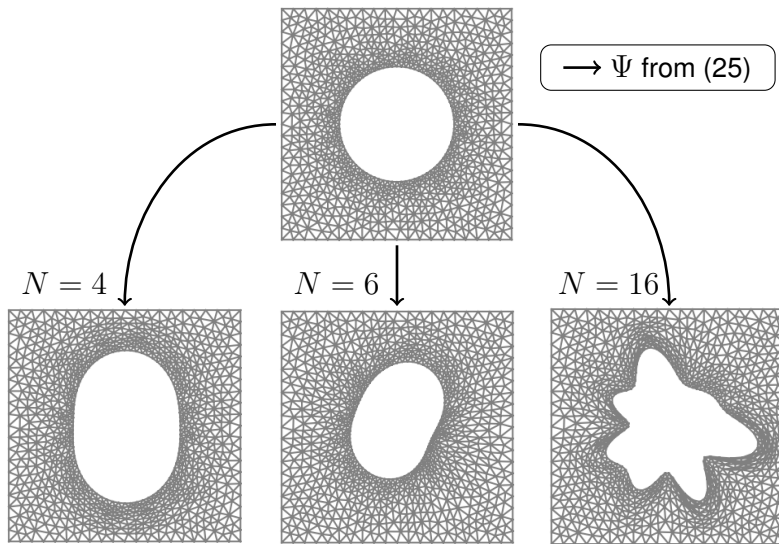 → Ψ from (25)
N = 4
N = 6
N = 16